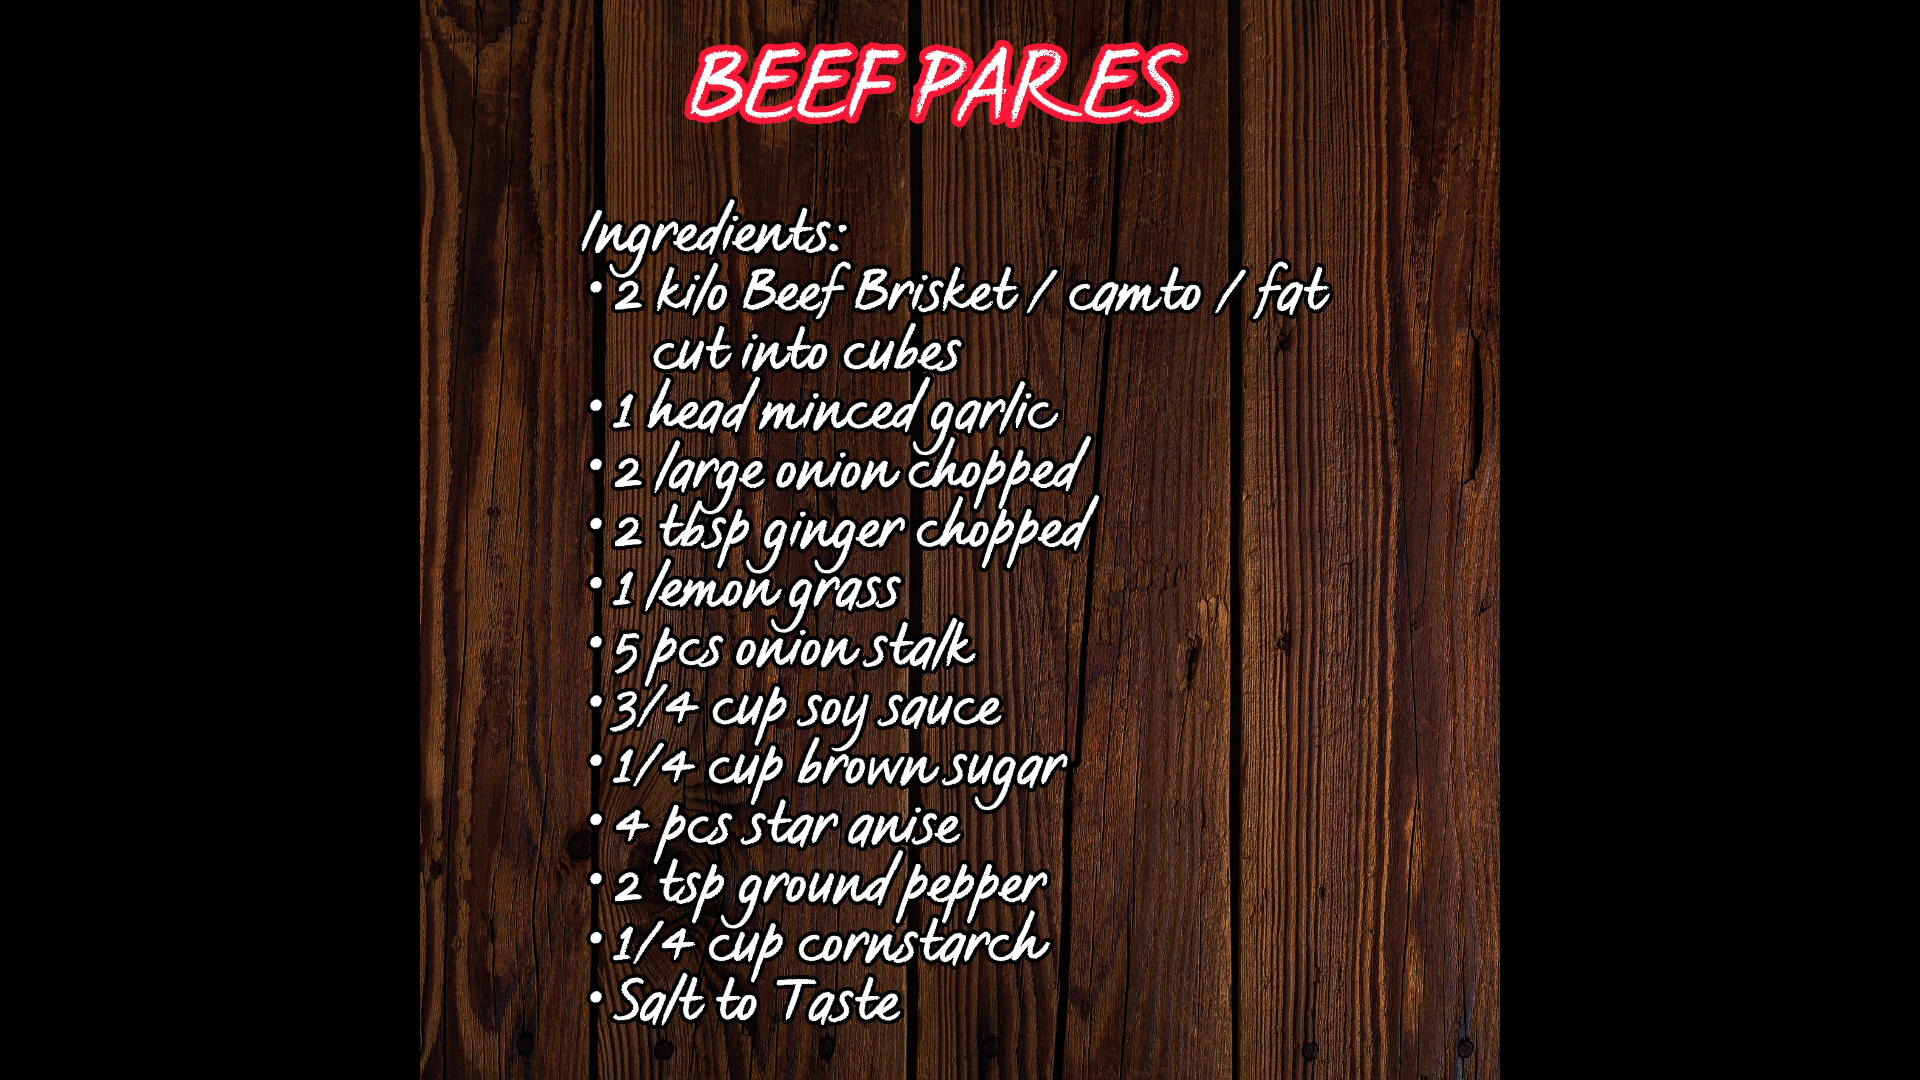 BEEF PARES
Ingredients:
• 2 kilo Beef Brisket / camto / fat
cut into cubes
• 1 head minced garlic
• 2 large onion chopped
• 2 tbsp ginger chopped
• 1 lemon grass
• 5 pcs onion stalk
• 3/4 cup soy sauce
• 1/4 cup brown sugar
• 4 pcs star anise
• 2 tsp ground pepper
• 1/4 cup cornstarch
• Salt to Taste